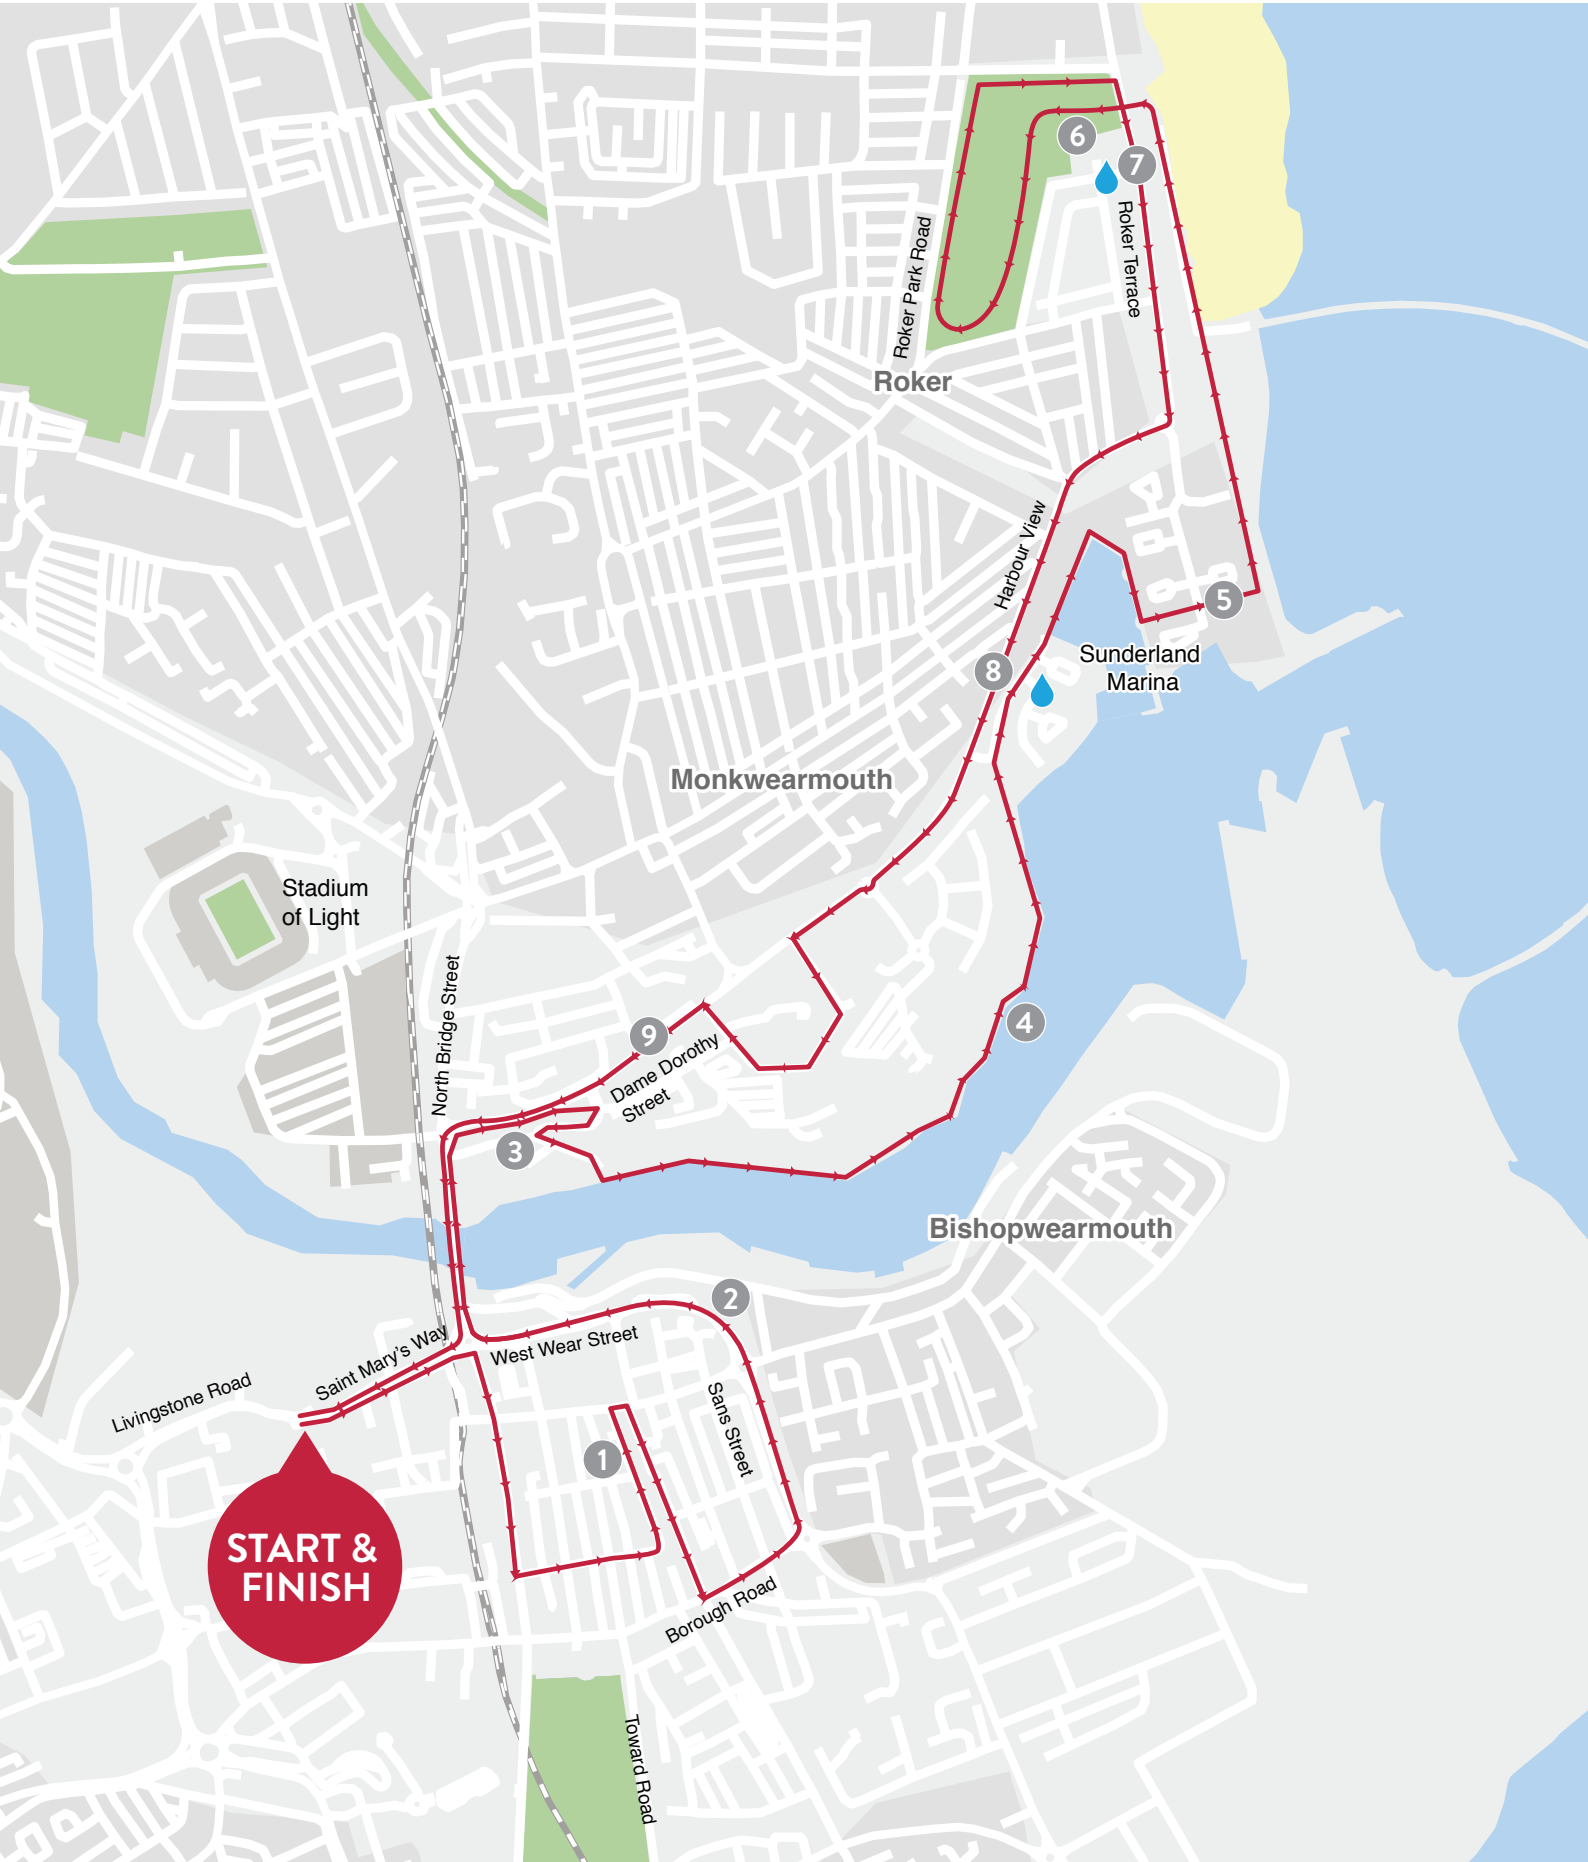 6
7
Roker Park Road
Roker Terrace
Roker
Harbour View
5
Sunderland
Marina
8
Monkwearmouth
Stadium
of Light
North Bridge Street
4
9
Dame Dorothy
Street
3
Bishopwearmouth
2
Saint Mary's Way
West Wear Street
Livingstone Road
Sans Street
1
START &
FINISH
Borough Road
Toward Road